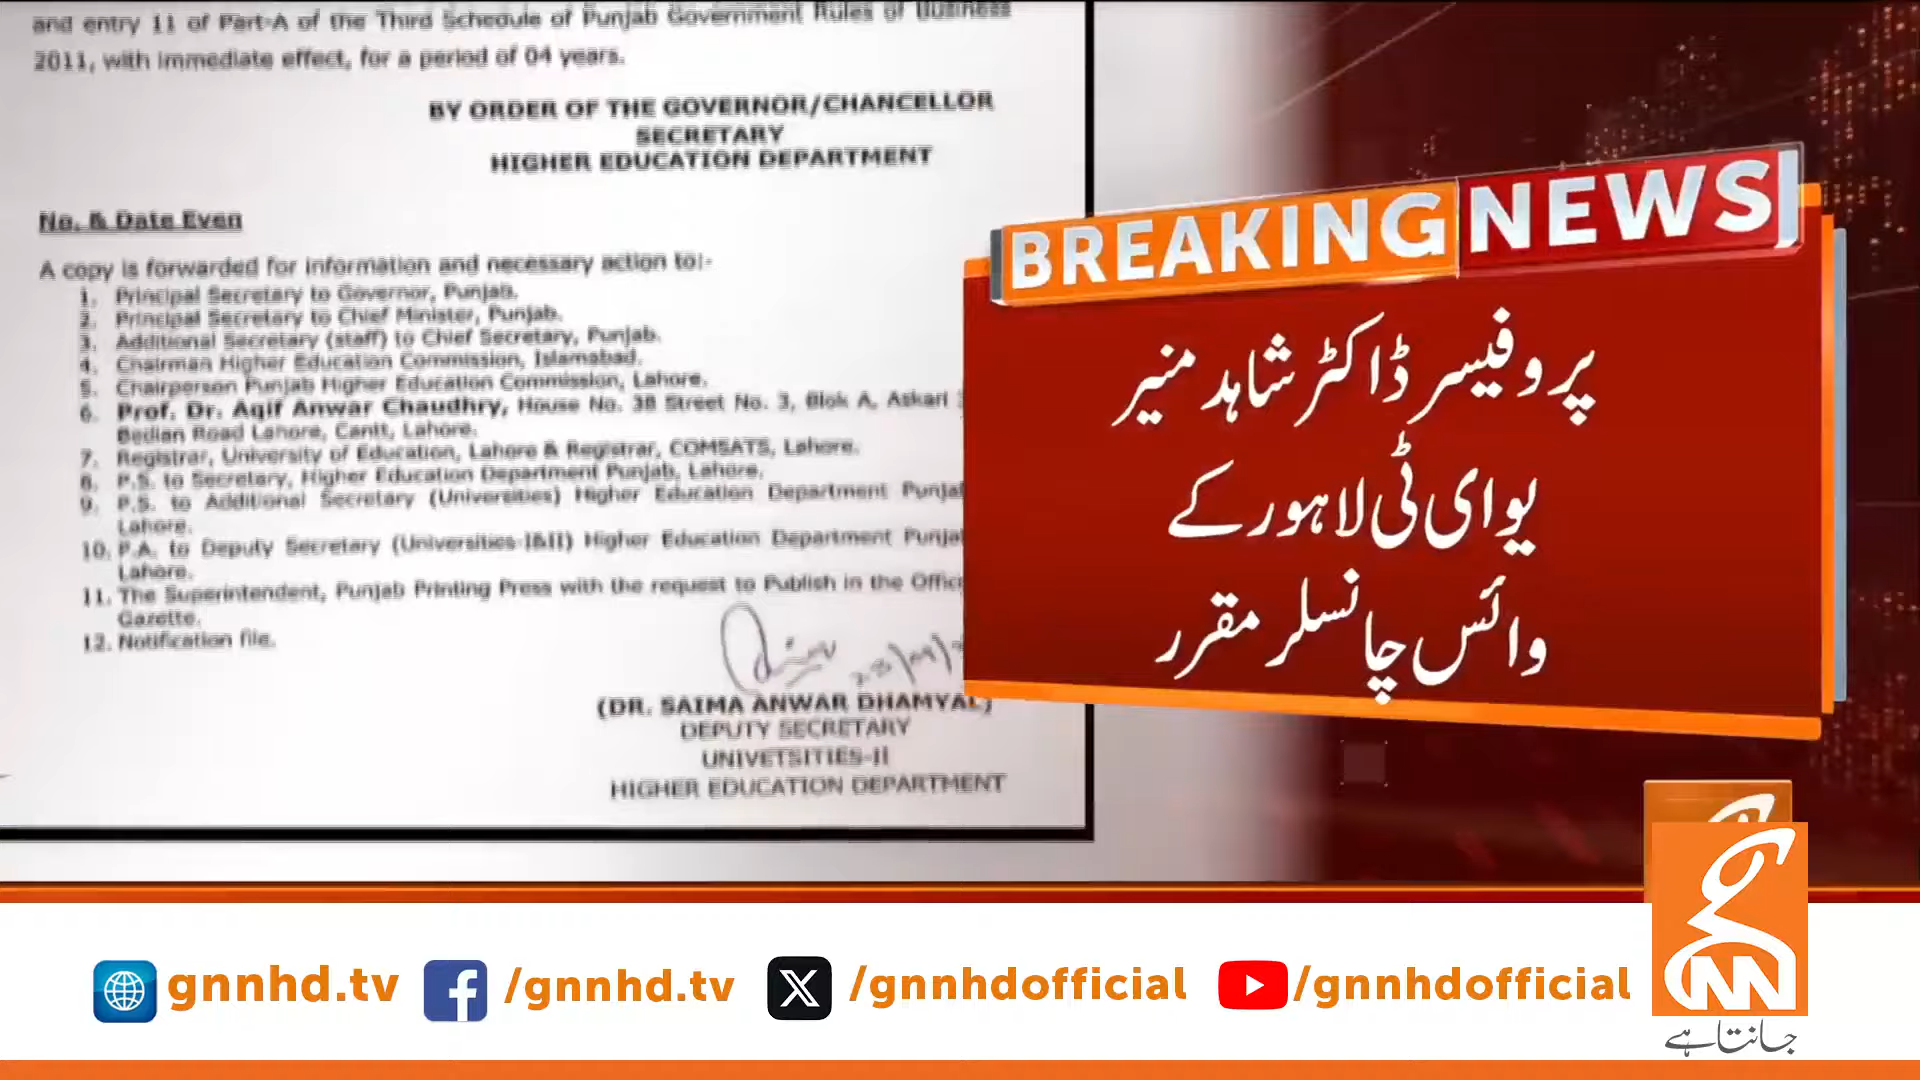 and entry 11 of Part-A of the Third Schedule of Punjab Government Rules of Business
2011, with immediate effect, for a period of 04 years.
BY ORDER OF THE GOVERNOR/CHANCELLOR
SECRETARY
HIGHER EDUCATION DEPARTMENT
No. & Date Even
A copy is forwarded for information and necessary action to:-
1. Principal Secretary to Governor, Punjab.
2. Principal Secretary to Chief Minister, Punjab.
3. Additional Secretary (staff) to Chief Secretary, Punjab.
4. Chairman Higher Education Commission, Islamabad.
5. Chairperson Punjab Higher Education Commission, Lahore.
6. Prof. Dr. Aqif Anwar Chaudhry, House No. 38 Street No. 3, Blok A, Askari
Bedian Road Lahore, Cantt, Lahore.
7. Registrar, University of Education, Lahore & Registrar, COMSATS, Lahore.
8. P.S. to Secretary, Higher Education Department Punjab, Lahore.
9. P.S. to Additional Secretary (Universities) Higher Education Department Punjab
Lahore.
10. P.A. to Deputy Secretary (Universities-I&II) Higher Education Department Punjab
Lahore.
11. The Superintendent, Punjab Printing Press with the request to Publish in the Offic
Gazette.
12. Notification file.
(DR. SAIMA ANWAR DHAMYAL)
DEPUTY SECRETARY
UNIVETSITIES-II
HIGHER EDUCATION DEPARTMENT
BREAKING NEWS
پروفیسر ڈاکٹر شاہد منیر
یو ای ٹی لاہور کے
وائس چانسلر مقرر
gnnhd.tv /gnnhd.tv /gnnhdofficial /gnnhdofficial
GNN
جانتا ہے